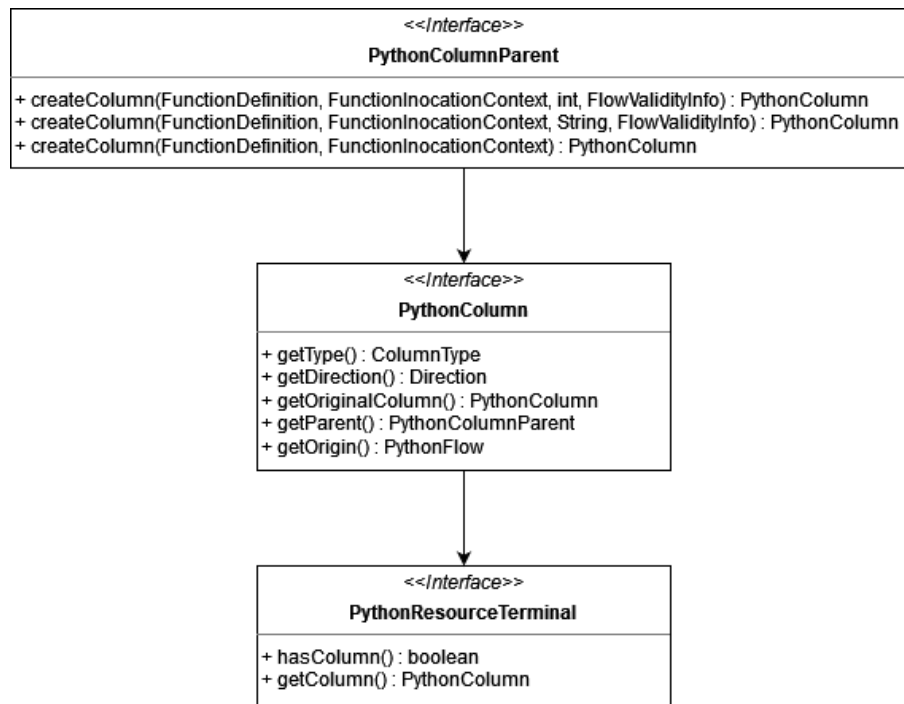 <<Interface>>
PythonColumnParent
+ createColumn(FunctionDefinition, FunctionInocationContext, int, FlowValidityInfo) : PythonColumn
+ createColumn(FunctionDefinition, FunctionInocationContext, String, FlowValidityInfo) : PythonColumn
+ createColumn(FunctionDefinition, FunctionInocationContext) : PythonColumn
<<Interface>>
PythonColumn
+ getType() : ColumnType
+ getDirection() : Direction
+ getOriginalColumn() : PythonColumn
+ getParent() : PythonColumnParent
+ getOrigin() : PythonFlow
<<Interface>>
PythonResourceTerminal
+ hasColumn() : boolean
+ getColumn() : PythonColumn